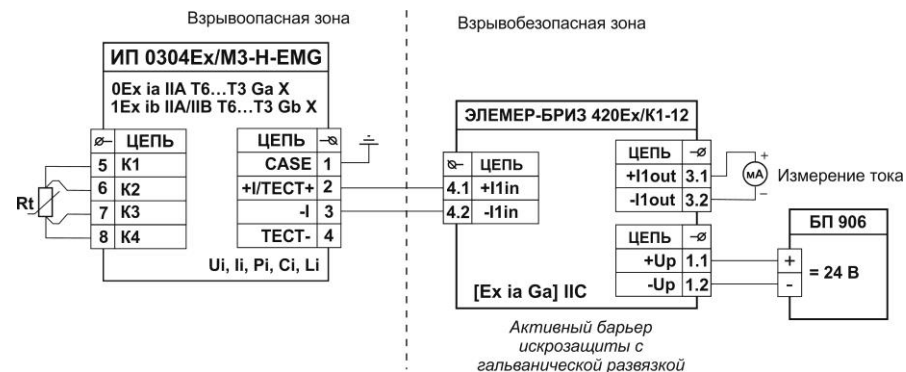 Взрывоопасная зона
Взрывобезопасная зона
ИП 0304Ex/М3-Н-EMG
0Ex ia IIA T6...T3 Ga X
1Ex ib IIA/IIB T6...T3 Gb X
ЦЕПЬ
5 К1
6 К2
7 К3
8 К4
Rt
ЦЕПЬ
CASE 1
+I/ТЕСТ+ 2
-I 3
ТЕСТ- 4
Ui, Ii, Pi, Ci, Li
ЭЛЕМЕР-БРИЗ 420Ex/К1-12
ЦЕПЬ
4.1 +I1in
4.2 -I1in
ЦЕПЬ
+I1out 3.1
-I1out 3.2
ЦЕПЬ
+Up 1.1
-Up 1.2
[Ex ia Ga] IIC
+
мА
−
Измерение тока
БП 906
+
= 24 В
-
Активный барьер
искрозащиты с
гальванической развязкой